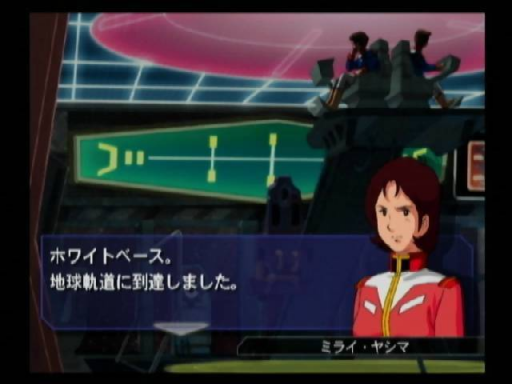 ホワイトベース。
地球軌道に到達しました。
ミライ・ヤシマ